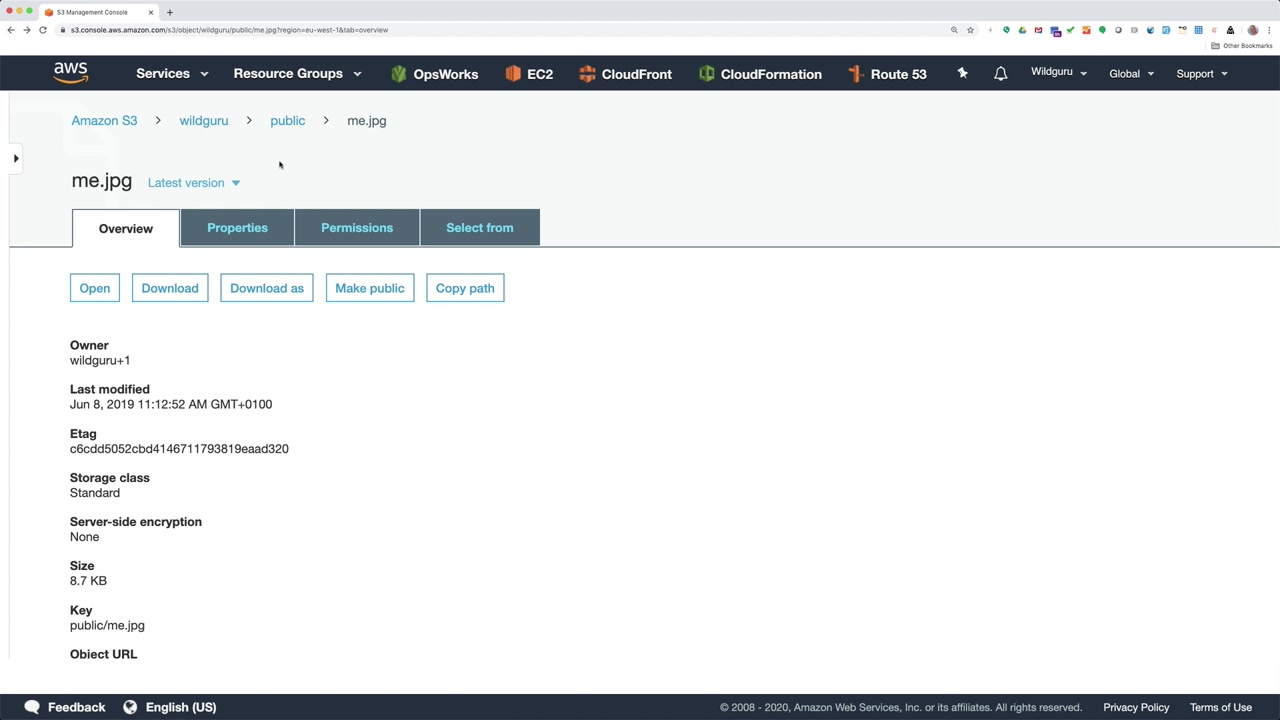 S3 Management Console
s3.console.aws.amazon.com/s3/object/wildguru/public/me.jpg?region=eu-west-1&tab=overview
Other Bookmarks
aws Services Resource Groups OpsWorks EC2 CloudFront CloudFormation Route 53 Wildguru Global Support
Amazon S3 > wildguru > public > me.jpg
me.jpg Latest version
Overview Properties Permissions Select from
Open Download Download as Make public Copy path
Owner
wildguru+1
Last modified
Jun 8, 2019 11:12:52 AM GMT+0100
Etag
c6cdd5052cbd4146711793819eaad320
Storage class
Standard
Server-side encryption
None
Size
8.7 KB
Key
public/me.jpg
Object URL
Feedback English (US) © 2008 - 2020, Amazon Web Services, Inc. or its affiliates. All rights reserved. Privacy Policy Terms of Use